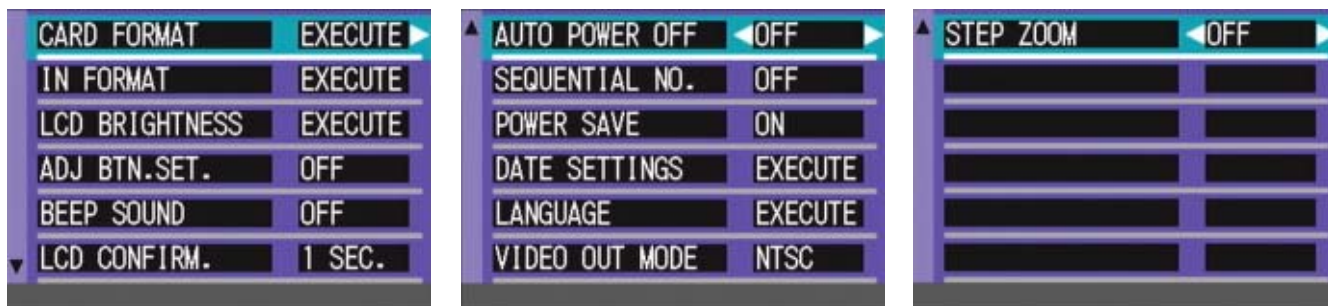 CARD FORMAT EXECUTE
IN FORMAT EXECUTE
LCD BRIGHTNESS EXECUTE
ADJ BTN.SET. OFF
BEEP SOUND OFF
LCD CONFIRM. 1 SEC.
AUTO POWER OFF OFF
SEQUENTIAL NO. OFF
POWER SAVE ON
DATE SETTINGS EXECUTE
LANGUAGE EXECUTE
VIDEO OUT MODE NTSC
STEP ZOOM OFF